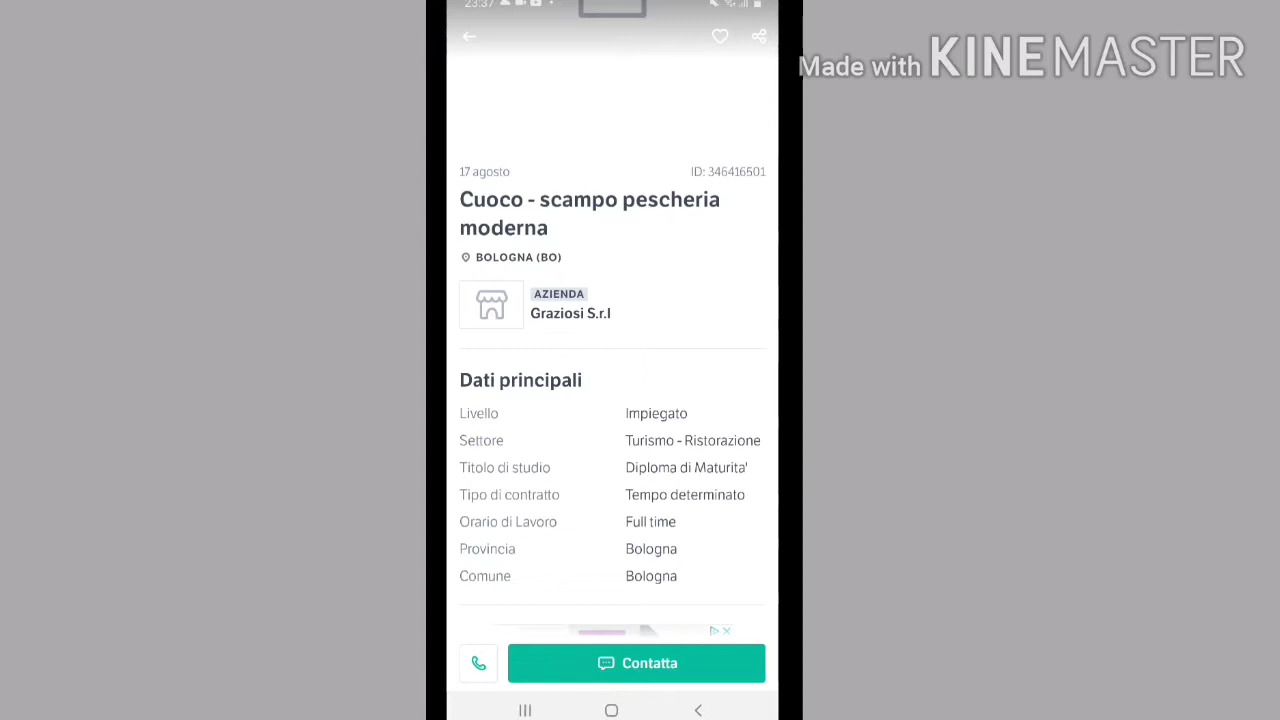 23:37
Made with KINEMASTER
17 agosto
ID: 346416501
Cuoco - scampo pescheria
moderna
BOLOGNA (BO)
AZIENDA
Graziosi S.r.l
Dati principali
Livello Impiegato
Settore Turismo - Ristorazione
Titolo di studio Diploma di Maturita'
Tipo di contratto Tempo determinato
Orario di Lavoro Full time
Provincia Bologna
Comune Bologna
Contatta